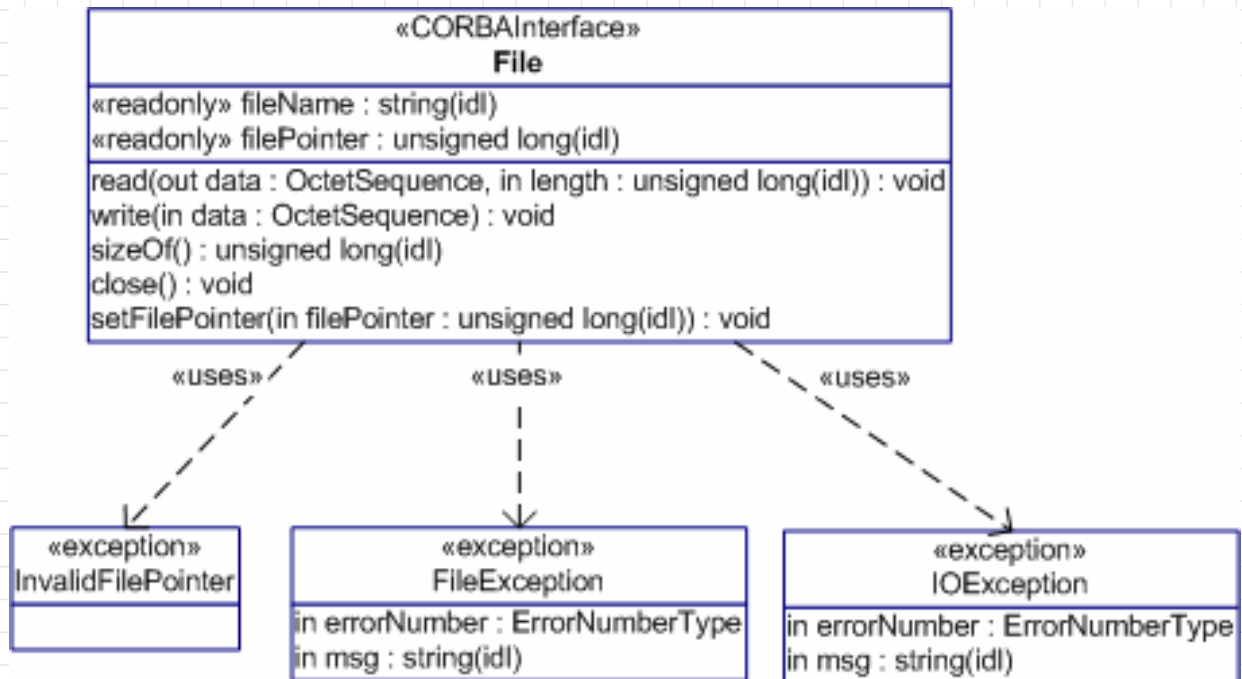 «CORBAInterface»
File
«readonly» fileName : string(idl)
«readonly» filePointer : unsigned long(idl)
read(out data : OctetSequence, in length : unsigned long(idl)) : void
write(in data : OctetSequence) : void
sizeOf() : unsigned long(idl)
close() : void
setFilePointer(in filePointer : unsigned long(idl)) : void
«uses»
«uses»
«uses»
«exception»
InvalidFilePointer
«exception»
FileException
in errorNumber : ErrorNumberType
in msg : string(idl)
«exception»
IOException
in errorNumber : ErrorNumberType
in msg : string(idl)